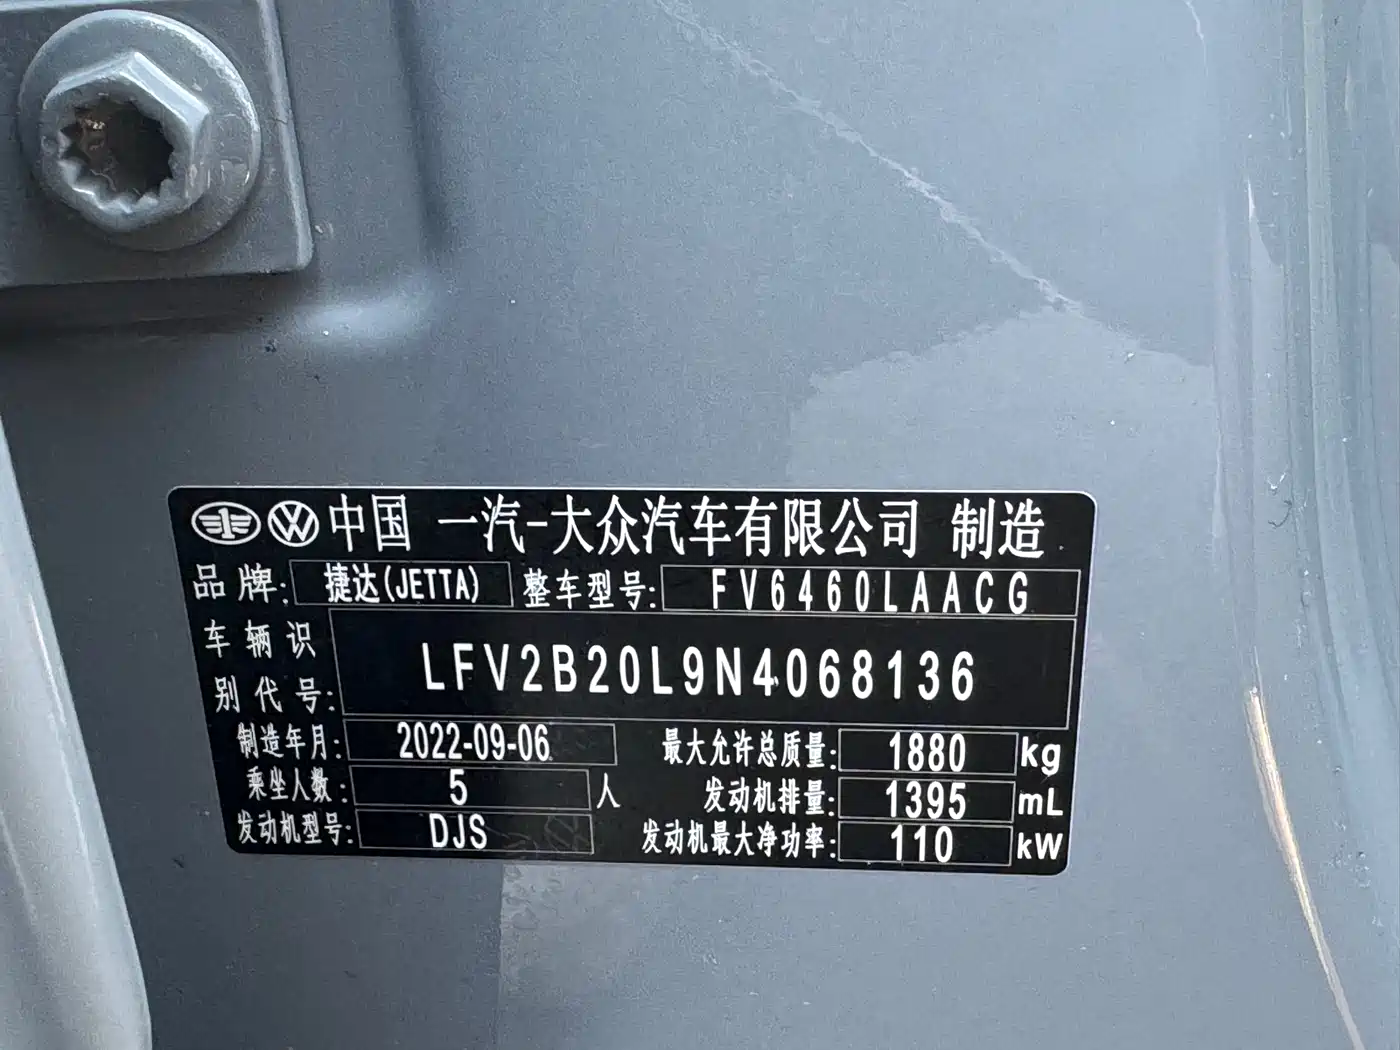 中国 一汽-大众汽车有限公司 制造
品牌: 捷达(JETTA) 整车型号: FV6460LAACG
车辆识别代号: LFV2B20L9N4068136
制造年月: 2022-09-06 最大允许总质量: 1880 kg
乘坐人数: 5 人 发动机排量: 1395 mL
发动机型号: DJS 发动机最大净功率: 110 kW